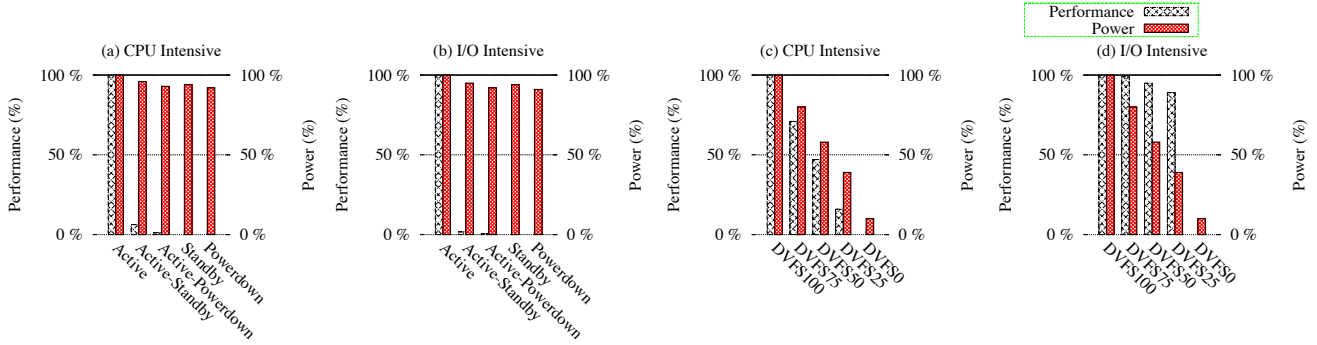 Performance
Power
(a) CPU Intensive
Performance (%)
100 %
50 %
0 %
100 %
50 %
0 %
Power (%)
Active
Active-Standby
Active-Powerdown
Standby
Powerdown
(b) I/O Intensive
Performance (%)
100 %
50 %
0 %
100 %
50 %
0 %
Power (%)
Active
Active-Standby
Active-Powerdown
Standby
Powerdown
(c) CPU Intensive
Performance (%)
100 %
50 %
0 %
100 %
50 %
0 %
Power (%)
DVFS100
DVFS75
DVFS50
DVFS25
DVFS0
(d) I/O Intensive
Performance (%)
100 %
50 %
0 %
100 %
50 %
0 %
Power (%)
DVFS100
DVFS75
DVFS50
DVFS25
DVFS0